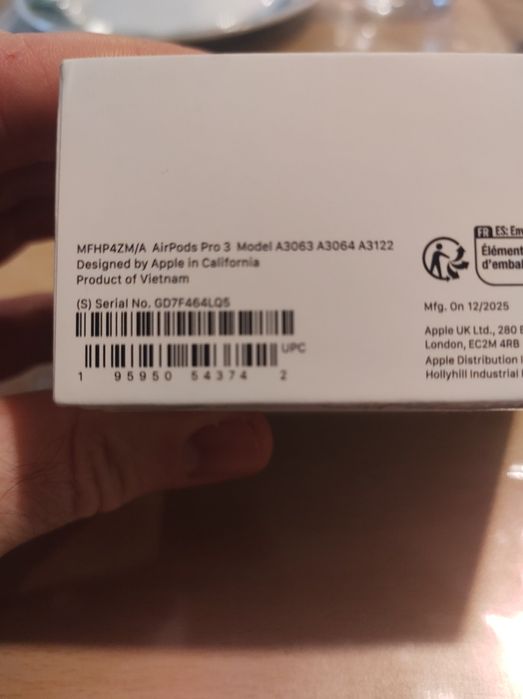 MFHP4ZM/A AirPods Pro 3 Model A3063 A3064 A3122
Designed by Apple in California
Product of Vietnam
(S) Serial No. GD7F464LQ5
UPC
1 95950 54374 2
FR ES: Env
Élément
d'embal
Mfg. On 12/2025
Apple UK Ltd., 280
London, EC2M 4RB
Apple Distribution
Hollyhill Industrial